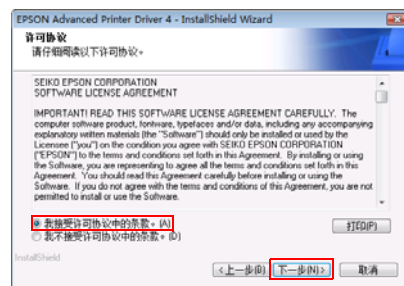 EPSON Advanced Printer Driver 4 - InstallShield Wizard
许可协议
请仔细阅读以下许可协议。
SEIKO EPSON CORPORATION
SOFTWARE LICENSE AGREEMENT
IMPORTANT! READ THIS SOFTWARE LICENSE AGREEMENT CAREFULLY. The
computer software product, fontware, typefaces and/or data, including any accompanying
explanatory written materials (the "Software") should only be installed or used by the
Licensee ("you") on the condition you agree with SEIKO EPSON CORPORATION
("EPSON") to the terms and conditions set forth in this Agreement. By installing or using
the Software, you are representing to agree all the terms and conditions set forth in this
Agreement. You should read this Agreement carefully before installing or using the
Software. If you do not agree with the terms and conditions of this Agreement, you are not
permitted to install or use the Software.
我接受许可协议中的条款。(A)
我不接受许可协议中的条款。(D)
打印(P)
InstallShield
<上一步(B)
下一步(N)>
取消